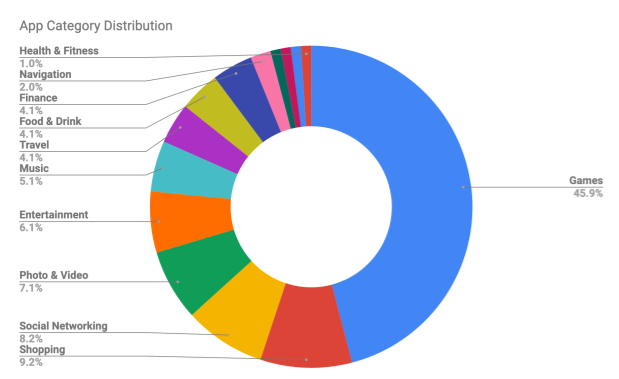 App Category Distribution
Health & Fitness
1.0%
Navigation
2.0%
Finance
4.1%
Food & Drink
4.1%
Travel
4.1%
Music
5.1%
Entertainment
6.1%
Photo & Video
7.1%
Social Networking
8.2%
Shopping
9.2%
Games
45.9%